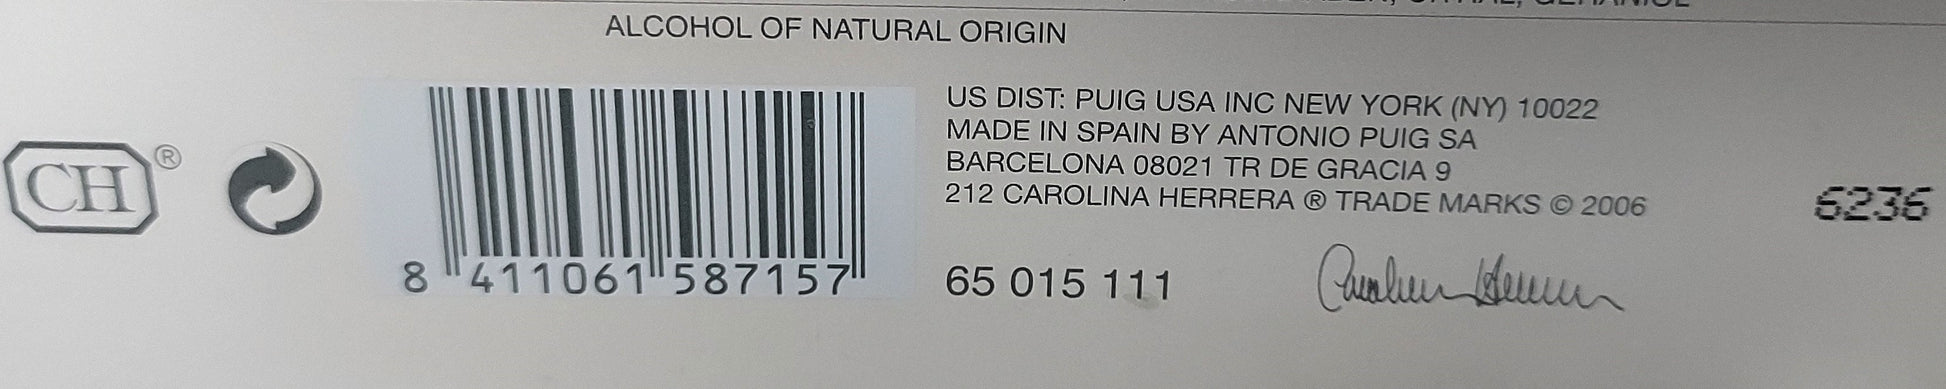 ALCOHOL OF NATURAL ORIGIN
CH®
8 411061 587157
US DIST: PUIG USA INC NEW YORK (NY) 10022
MADE IN SPAIN BY ANTONIO PUIG SA
BARCELONA 08021 TR DE GRACIA 9
212 CAROLINA HERRERA ® TRADE MARKS © 2006
65 015 111
Carolina Herrera
6236